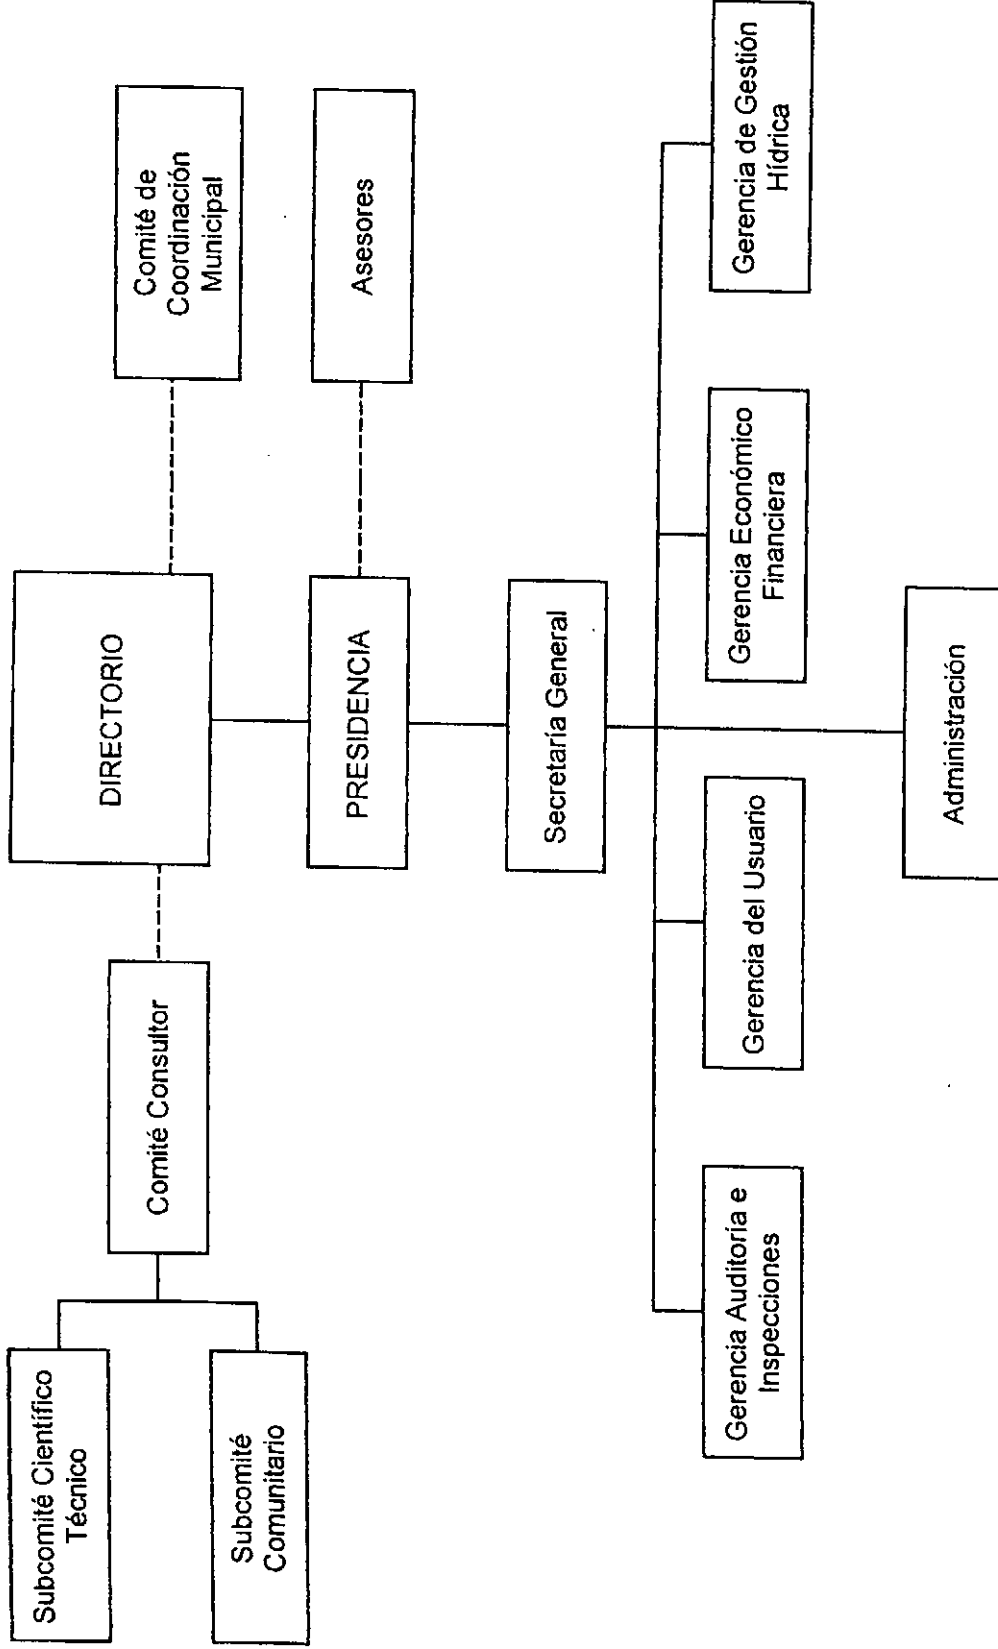 DIRECTORIO
Subcomité Científico
Técnico
Comité Consultor
Comité de
Coordinación
Municipal
Subcomité
Comunitario
PRESIDENCIA
Asesores
Secretaría General
Gerencia Auditoría e
Inspecciones
Gerencia del Usuario
Gerencia Económico
Financiera
Gerencia de Gestión
Hídrica
Administración